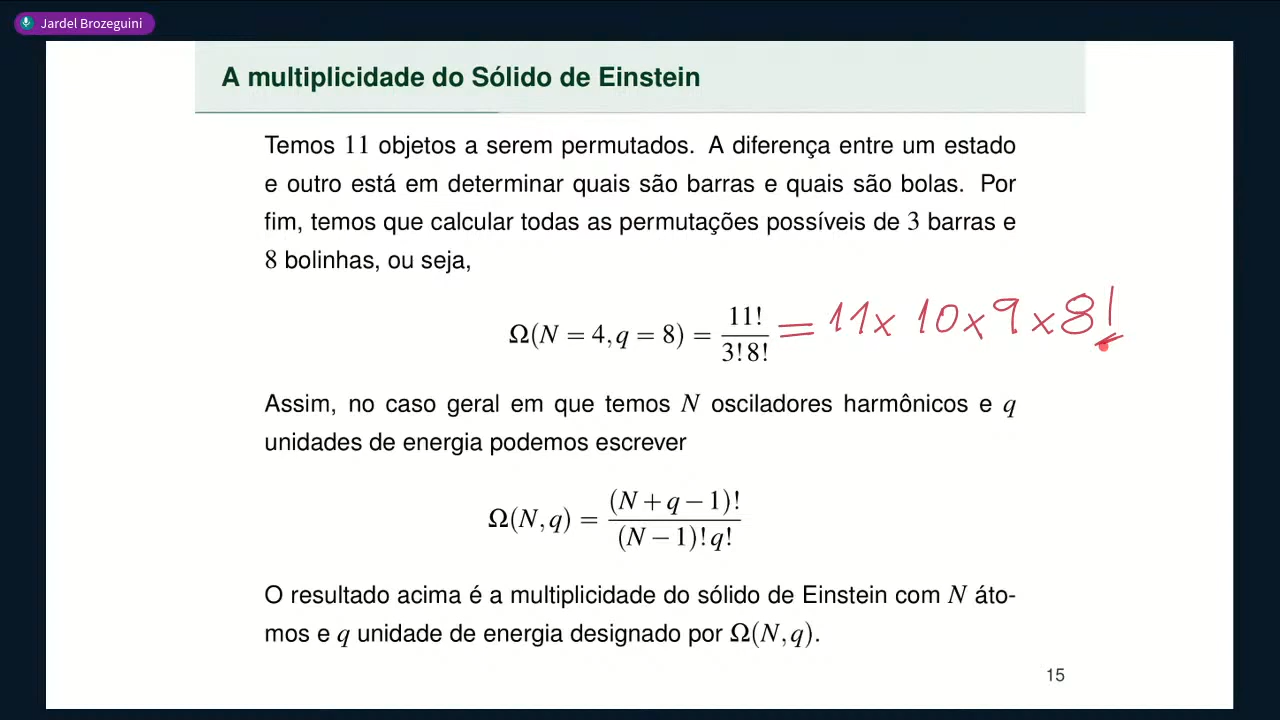 Jardel Brozeguini
A multiplicidade do Sólido de Einstein
Temos 11 objetos a serem permutados. A diferença entre um estado
e outro está em determinar quais são barras e quais são bolas. Por
fim, temos que calcular todas as permutações possíveis de 3 barras e
8 bolinhas, ou seja,
Ω(N = 4, q = 8) = 11! / 3! 8! = 11 x 10 x 9 x 8!
Assim, no caso geral em que temos N osciladores harmônicos e q
unidades de energia podemos escrever
Ω(N, q) = (N + q − 1)! / (N − 1)! q!
O resultado acima é a multiplicidade do sólido de Einstein com N áto-
mos e q unidade de energia designado por Ω(N, q).
15